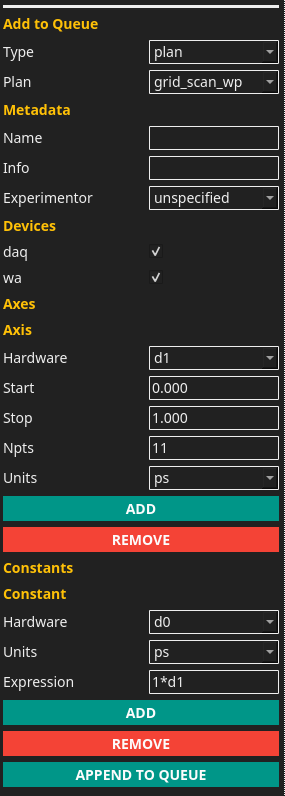 Add to Queue
Type plan
Plan grid_scan_wp
Metadata
Name
Info
Experimentor unspecified
Devices
daq ✓
wa ✓
Axes
Axis
Hardware d1
Start 0.000
Stop 1.000
Npts 11
Units ps
ADD
REMOVE
Constants
Constant
Hardware d0
Units ps
Expression 1*d1
ADD
REMOVE
APPEND TO QUEUE